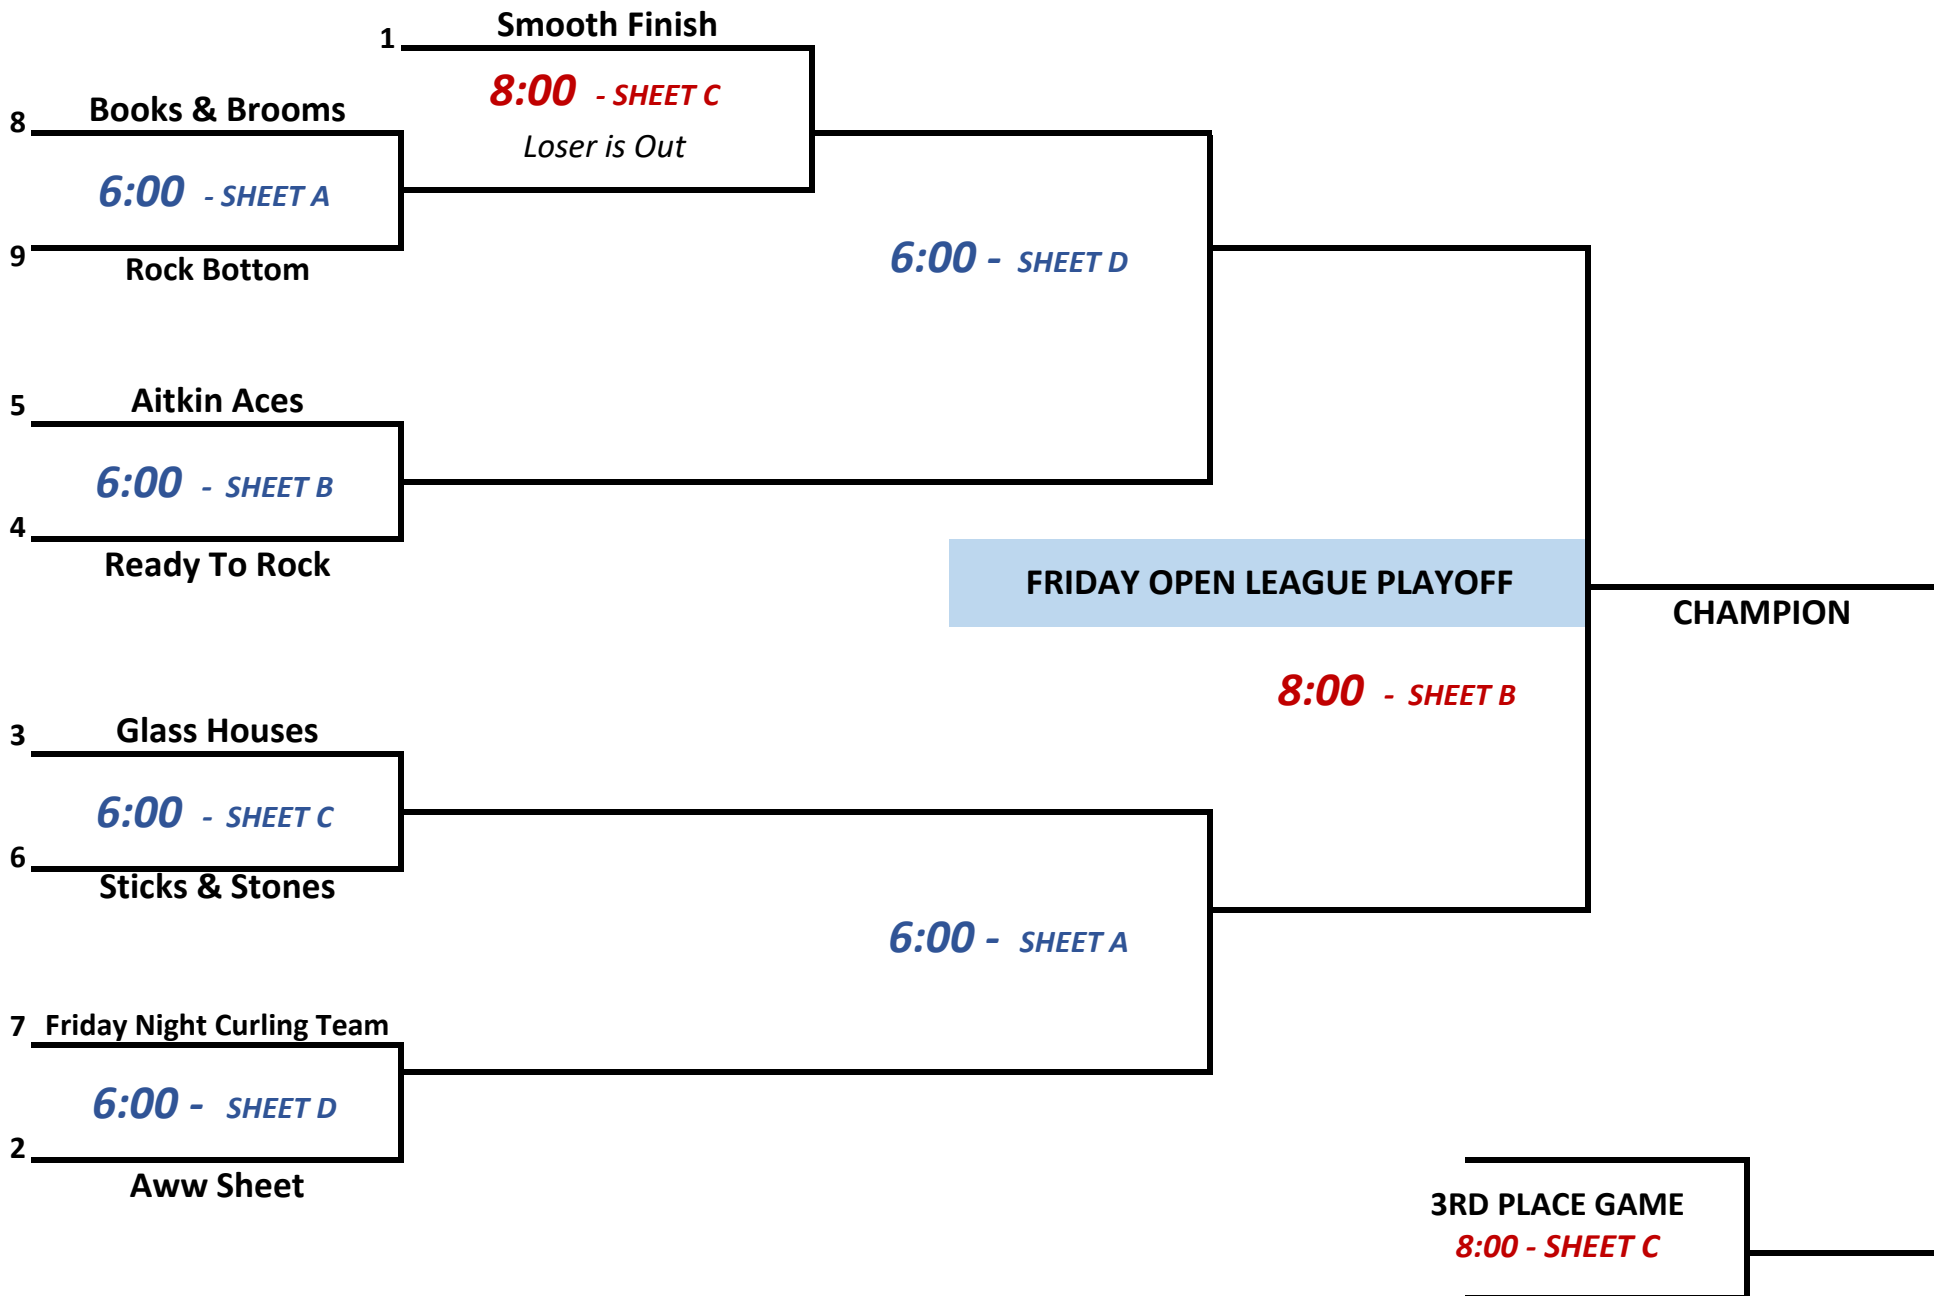 1 Smooth Finish
8:00 - SHEET C
Loser is Out
8 Books & Brooms
6:00 - SHEET A
9 Rock Bottom
6:00 - SHEET D
5 Aitkin Aces
6:00 - SHEET B
4 Ready To Rock
FRIDAY OPEN LEAGUE PLAYOFF
CHAMPION
8:00 - SHEET B
3 Glass Houses
6:00 - SHEET C
6 Sticks & Stones
6:00 - SHEET A
7 Friday Night Curling Team
6:00 - SHEET D
2 Aww Sheet
3RD PLACE GAME
8:00 - SHEET C